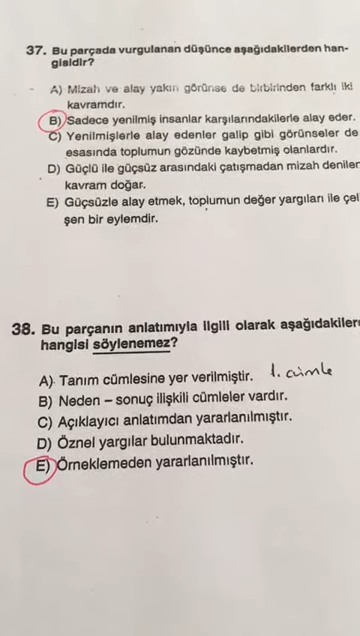 37. Bu parçada vurgulanan düşünce aşağıdakilerden han-
gisidir?
A) Mizah ve alay yakın görünse de birbirinden farklı iki
kavramdır.
B) Sadece yenilmiş insanlar karşılarındakilerle alay eder.
C) Yenilmişlerle alay edenler galip gibi görünseler de
esasında toplumun gözünde kaybetmiş olanlardır.
D) Güçlü ile güçsüz arasındaki çatışmadan mizah denilen
kavram doğar.
E) Güçsüzle alay etmek, toplumun değer yargıları ile çeli
şen bir eylemdir.
38. Bu parçanın anlatımıyla ilgili olarak aşağıdakiler
hangisi söylenemez?
A) Tanım cümlesine yer verilmiştir. 1. cümle
B) Neden – sonuç ilişkili cümleler vardır.
C) Açıklayıcı anlatımdan yararlanılmıştır.
D) Öznel yargılar bulunmaktadır.
E) Örneklemeden yararlanılmıştır.